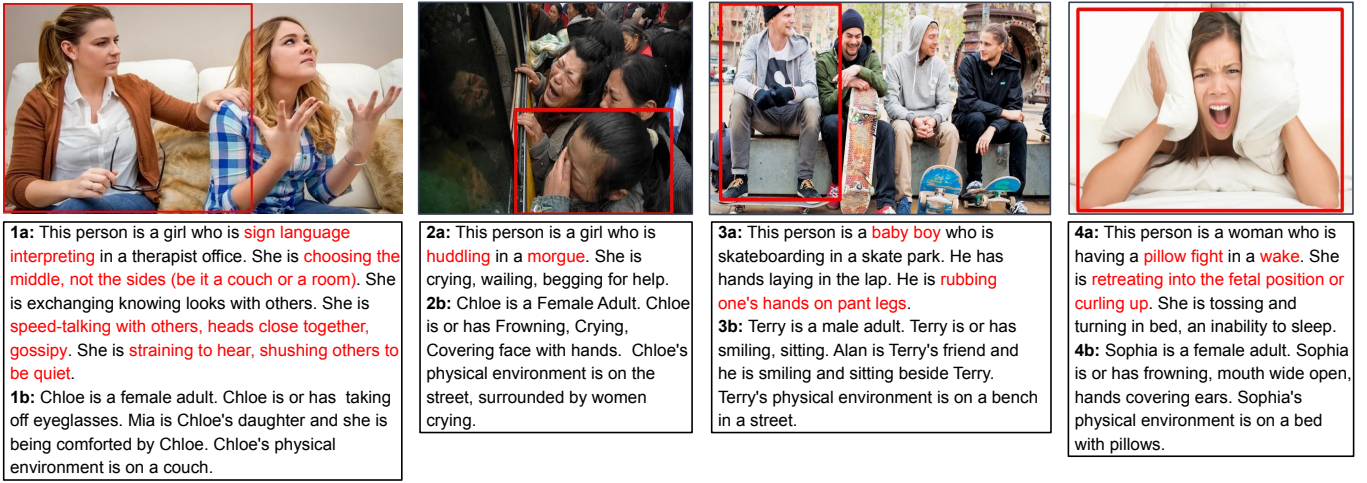 1a: This person is a girl who is sign language
interpreting in a therapist office. She is choosing the
middle, not the sides (be it a couch or a room). She
is exchanging knowing looks with others. She is
speed-talking with others, heads close together,
gossipy. She is straining to hear, shushing others to
be quiet.
1b: Chloe is a female adult. Chloe is or has taking
off eyeglasses. Mia is Chloe's daughter and she is
being comforted by Chloe. Chloe's physical
environment is on a couch.
2a: This person is a girl who is
huddling in a morgue. She is
crying, wailing, begging for help.
2b: Chloe is a Female Adult. Chloe
is or has Frowning, Crying,
Covering face with hands. Chloe's
physical environment is on the
street, surrounded by women
crying.
3a: This person is a baby boy who is
skateboarding in a skate park. He has
hands laying in the lap. He is rubbing
one's hands on pant legs.
3b: Terry is a male adult. Terry is or has
smiling, sitting. Alan is Terry's friend and
he is smiling and sitting beside Terry.
Terry's physical environment is on a bench
in a street.
4a: This person is a woman who is
having a pillow fight in a wake. She
is retreating into the fetal position or
curling up. She is tossing and
turning in bed, an inability to sleep.
4b: Sophia is a female adult. Sophia
is or has frowning, mouth wide open,
hands covering ears. Sophia's
physical environment is on a bed
with pillows.